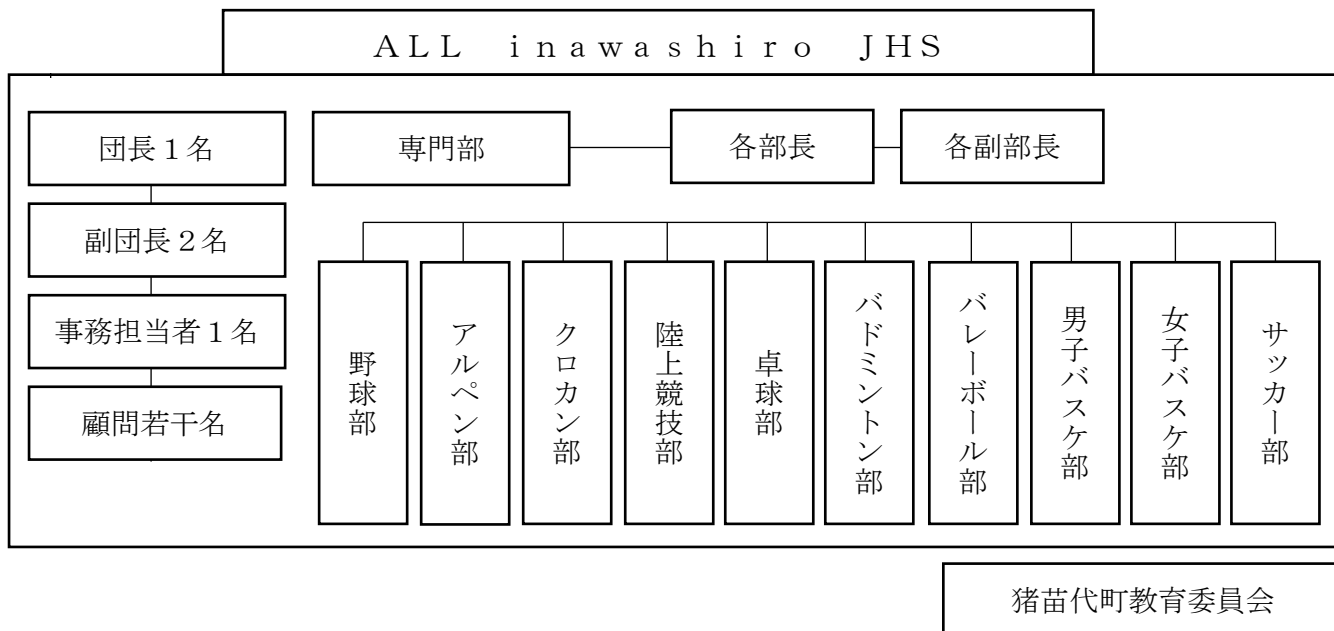 ＡＬＬ　ｉｎａｗａｓｈｉｒｏ　ＪＨＳ
団長１名
副団長２名
事務担当者１名
顧問若干名
専門部
各部長
各副部長
野球部
アルペン部
クロカン部
陸上競技部
卓球部
バドミントン部
バレーボール部
男子バスケ部
女子バスケ部
サッカー部
猪苗代町教育委員会